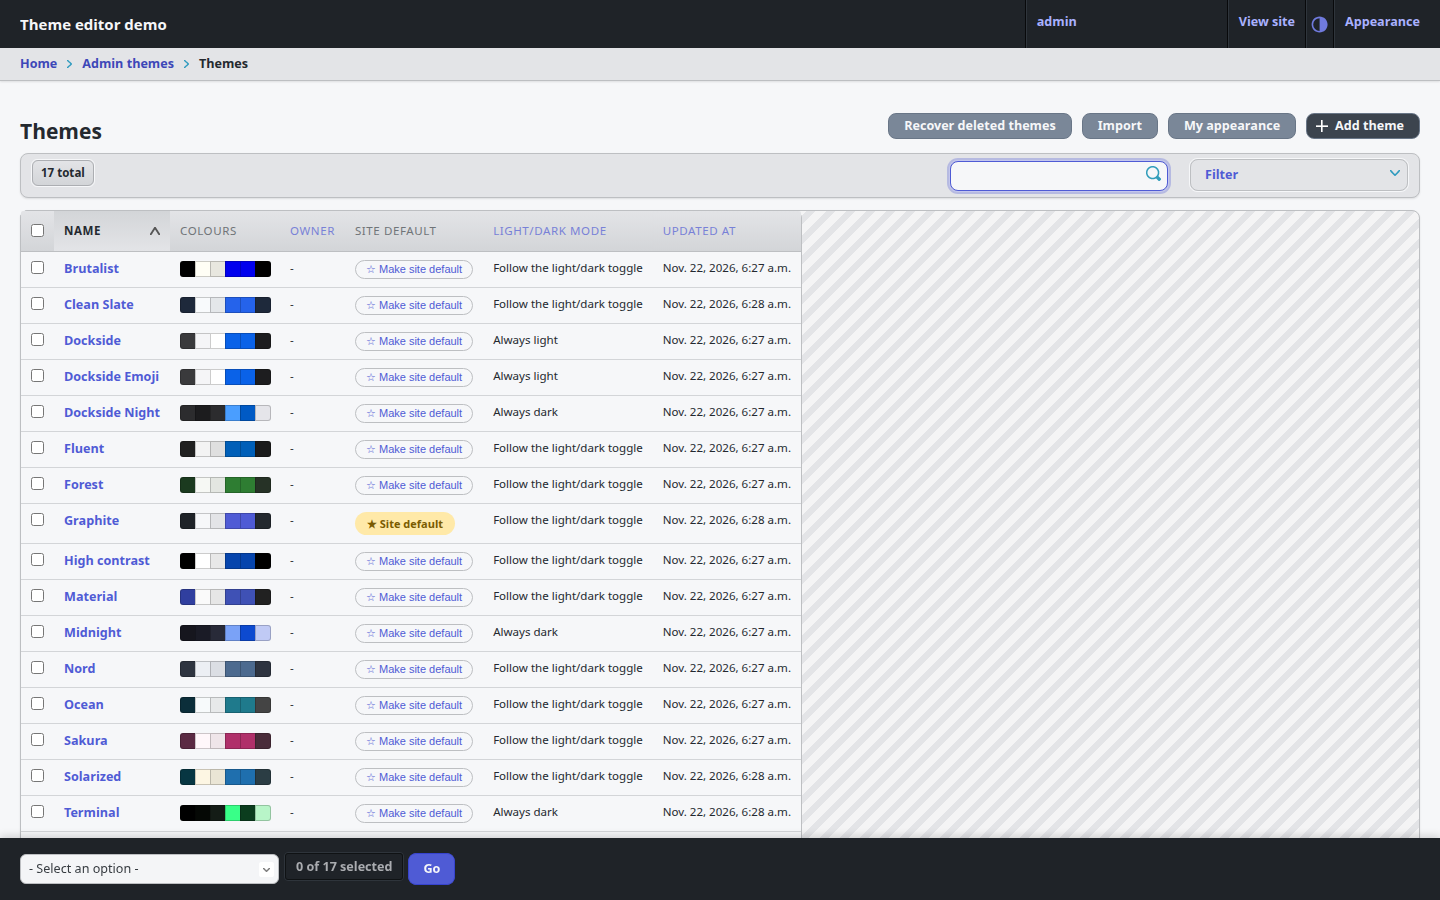 Theme editor demo
admin
View site
Appearance
Home > Admin themes > Themes
Themes
Recover deleted themes
Import
My appearance
+ Add theme
17 total
Filter
NAME COLOURS OWNER SITE DEFAULT LIGHT/DARK MODE UPDATED AT
Brutalist - ☆ Make site default Follow the light/dark toggle Nov. 22, 2026, 6:27 a.m.
Clean Slate - ☆ Make site default Follow the light/dark toggle Nov. 22, 2026, 6:28 a.m.
Dockside - ☆ Make site default Always light Nov. 22, 2026, 6:27 a.m.
Dockside Emoji - ☆ Make site default Always light Nov. 22, 2026, 6:27 a.m.
Dockside Night - ☆ Make site default Always dark Nov. 22, 2026, 6:27 a.m.
Fluent - ☆ Make site default Follow the light/dark toggle Nov. 22, 2026, 6:27 a.m.
Forest - ☆ Make site default Follow the light/dark toggle Nov. 22, 2026, 6:27 a.m.
Graphite - ★ Site default Follow the light/dark toggle Nov. 22, 2026, 6:28 a.m.
High contrast - ☆ Make site default Follow the light/dark toggle Nov. 22, 2026, 6:27 a.m.
Material - ☆ Make site default Follow the light/dark toggle Nov. 22, 2026, 6:27 a.m.
Midnight - ☆ Make site default Always dark Nov. 22, 2026, 6:27 a.m.
Nord - ☆ Make site default Follow the light/dark toggle Nov. 22, 2026, 6:27 a.m.
Ocean - ☆ Make site default Follow the light/dark toggle Nov. 22, 2026, 6:27 a.m.
Sakura - ☆ Make site default Follow the light/dark toggle Nov. 22, 2026, 6:27 a.m.
Solarized - ☆ Make site default Follow the light/dark toggle Nov. 22, 2026, 6:28 a.m.
Terminal - ☆ Make site default Always dark Nov. 22, 2026, 6:28 a.m.
- Select an option -
0 of 17 selected
Go